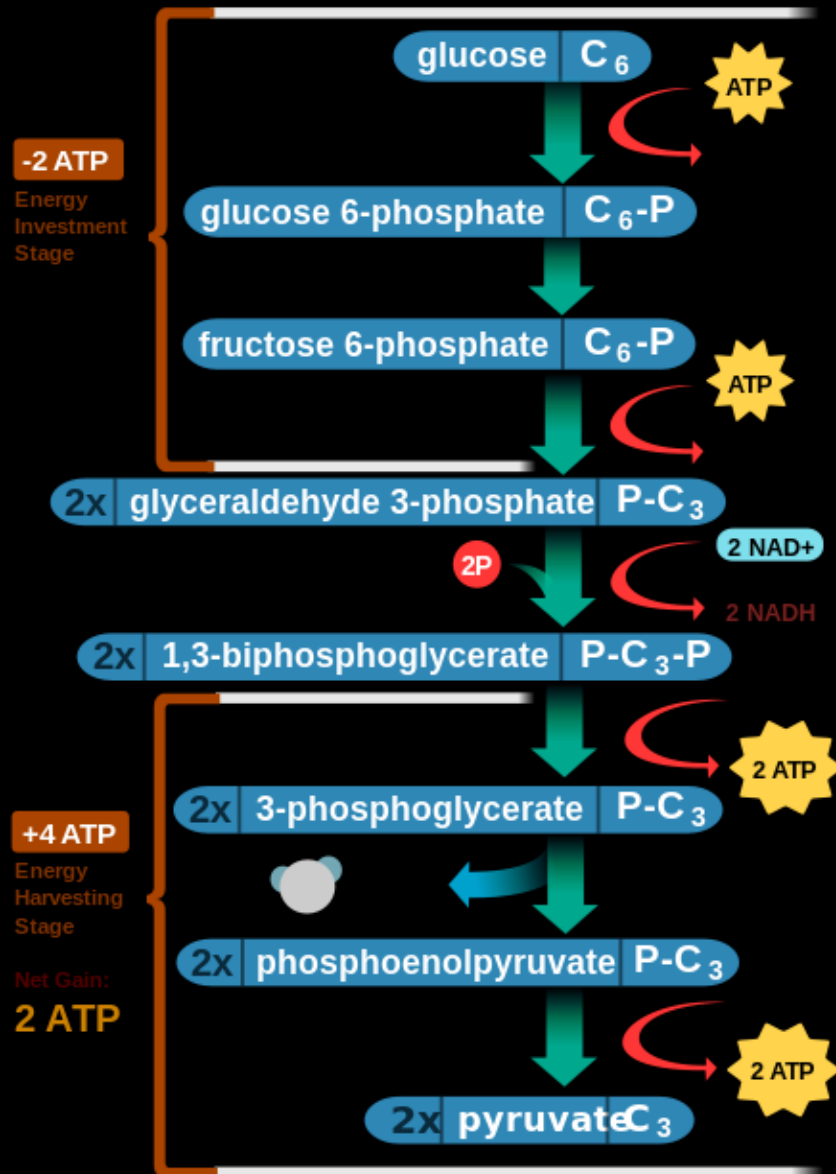 glucose C6
ATP
-2 ATP
Energy
Investment
Stage
glucose 6-phosphate C6-P
fructose 6-phosphate C6-P
ATP
2x glyceraldehyde 3-phosphate P-C3
2P
2 NAD+
2 NADH
2x 1,3-biphosphoglycerate P-C3-P
2 ATP
2x 3-phosphoglycerate P-C3
+4 ATP
Energy
Harvesting
Stage
2x phosphoenolpyruvate P-C3
Net Gain:
2 ATP
2 ATP
2x pyruvate C3